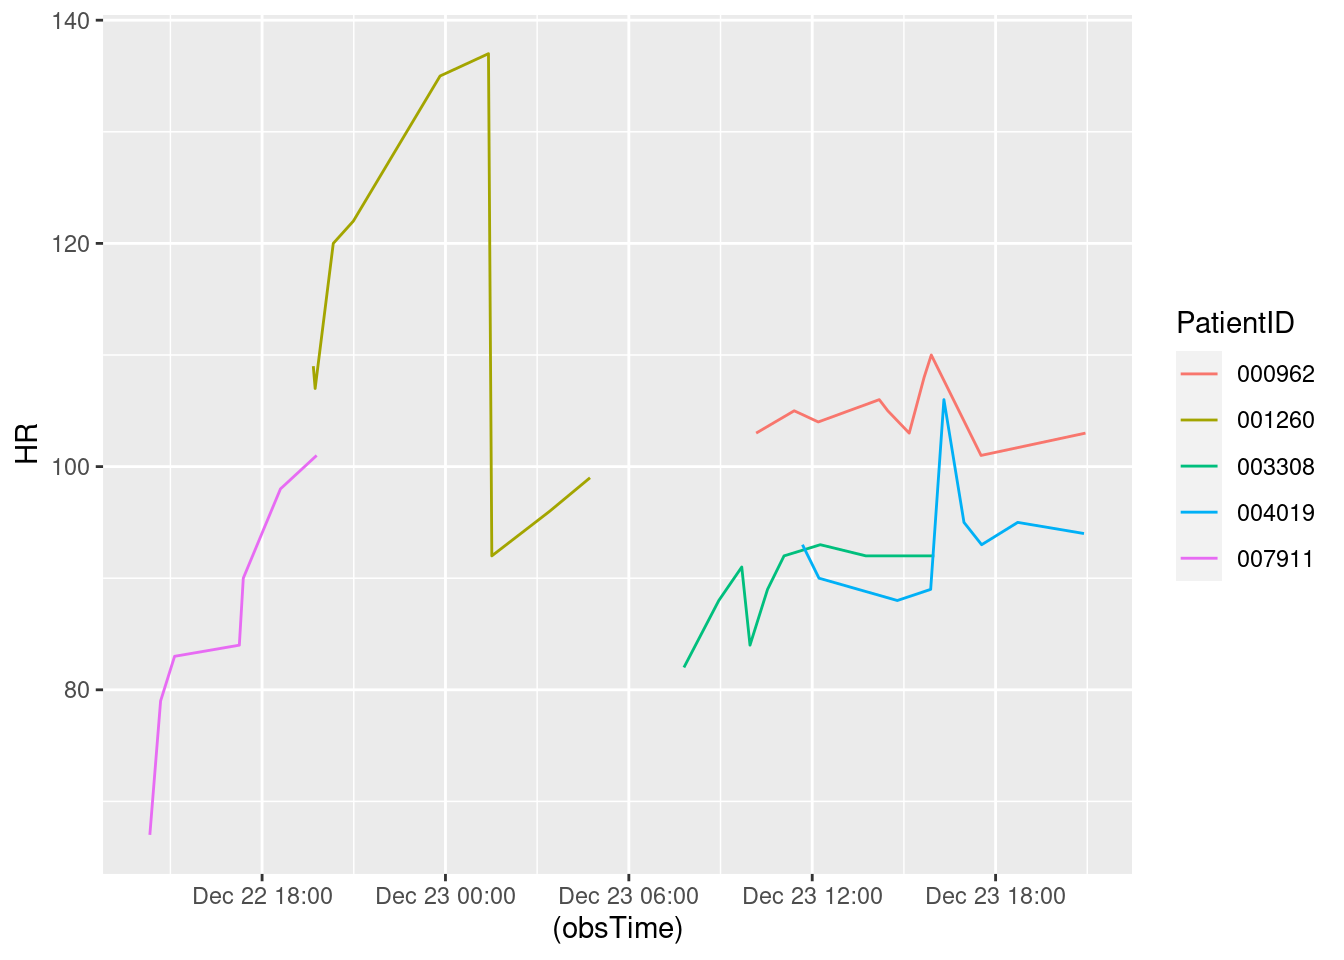 140
120
100
80
HR
Dec 22 18:00
Dec 23 00:00
Dec 23 06:00
Dec 23 12:00
Dec 23 18:00
(obsTime)
PatientID
000962
001260
003308
004019
007911